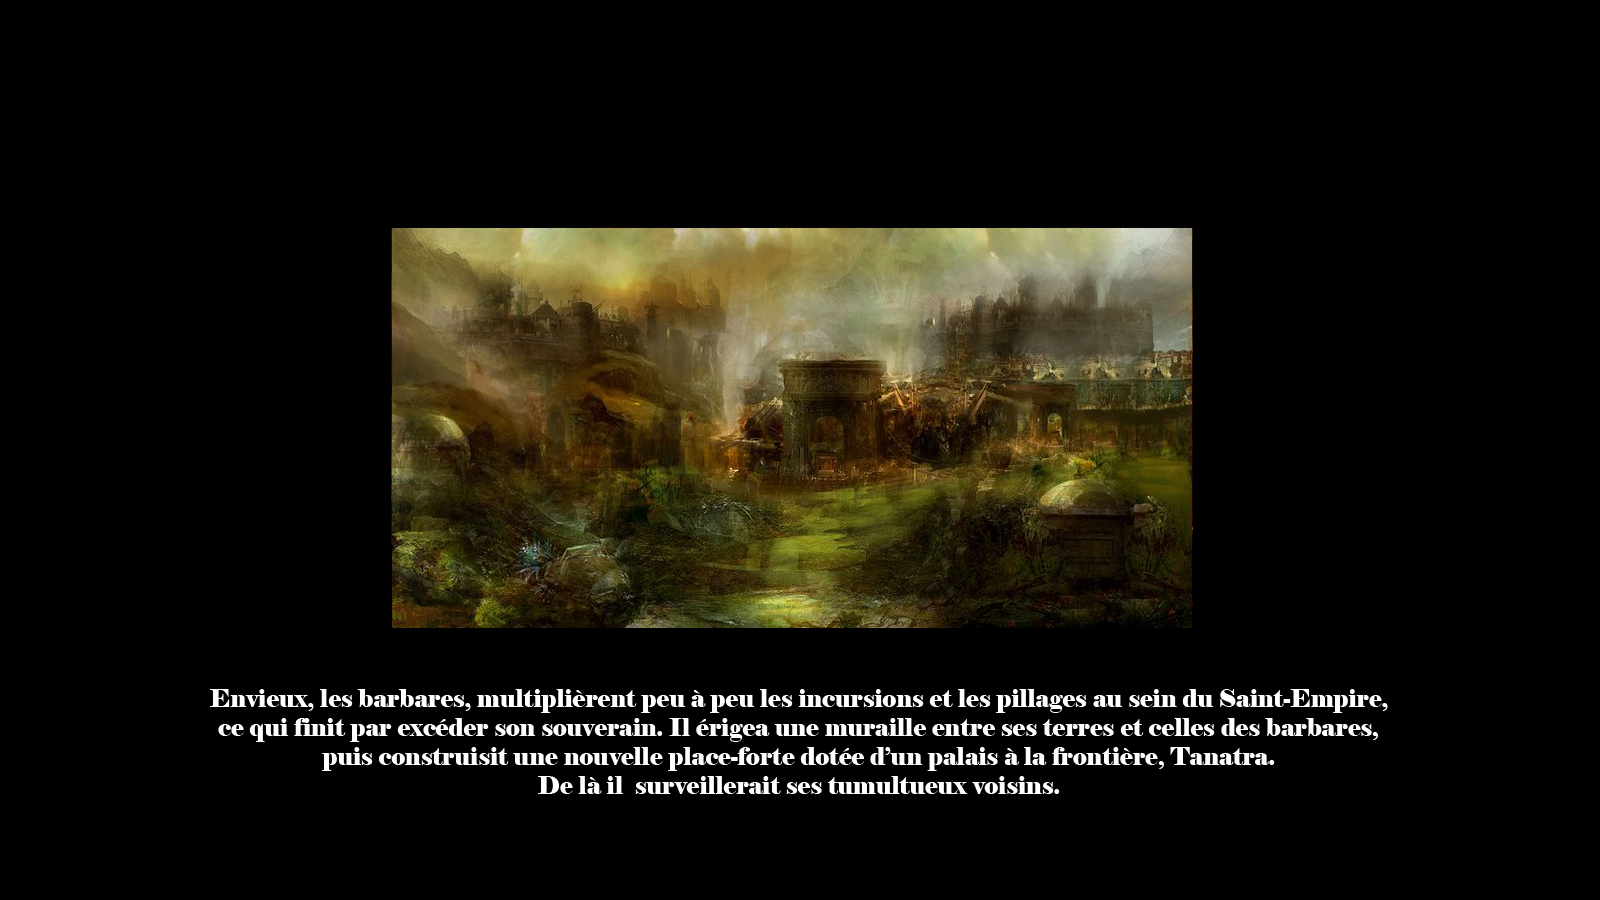 Envieux, les barbares, multiplièrent peu à peu les incursions et les pillages au sein du Saint-Empire,
ce qui finit par excéder son souverain. Il érigea une muraille entre ses terres et celles des barbares,
puis construisit une nouvelle place-forte dotée d’un palais à la frontière, Tanatra.
De là il  surveillerait ses tumultueux voisins.